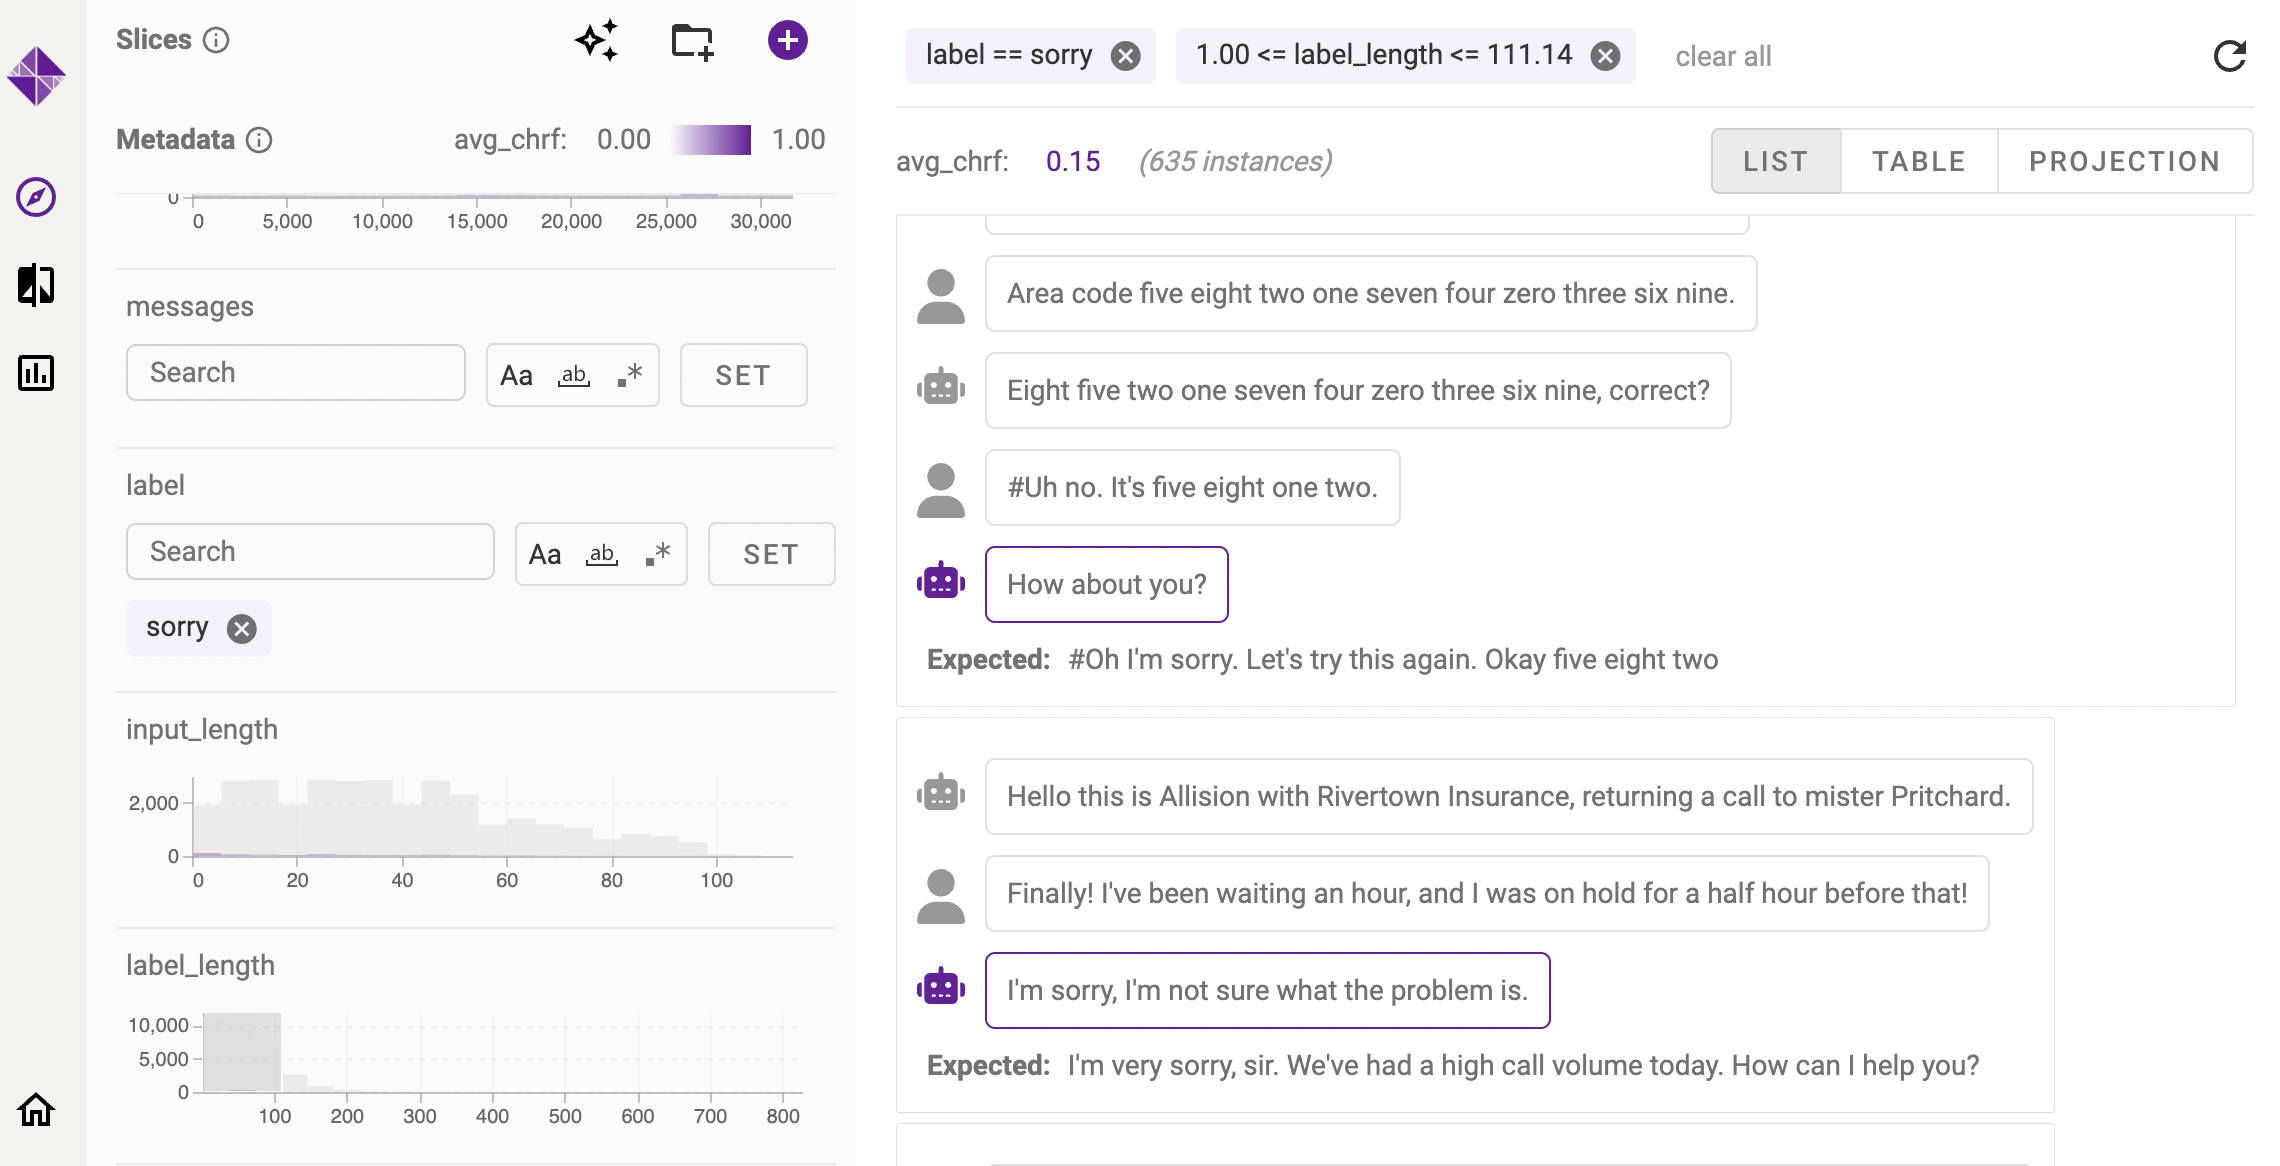 Slices
Metadata
avg_chrf: 0.00 1.00
0
0 5,000 10,000 15,000 20,000 25,000 30,000
messages
Search
Aa ab .* SET
label
Search
Aa ab .* SET
sorry
input_length
2,000
0
0 20 40 60 80 100
label_length
10,000
5,000
0
100 200 300 400 500 600 700 800
label == sorry
1.00 <= label_length <= 111.14
clear all
avg_chrf: 0.15 (635 instances)
LIST TABLE PROJECTION
Area code five eight two one seven four zero three six nine.
Eight five two one seven four zero three six nine, correct?
#Uh no. It's five eight one two.
How about you?
Expected: #Oh I'm sorry. Let's try this again. Okay five eight two
Hello this is Allision with Rivertown Insurance, returning a call to mister Pritchard.
Finally! I've been waiting an hour, and I was on hold for a half hour before that!
I'm sorry, I'm not sure what the problem is.
Expected: I'm very sorry, sir. We've had a high call volume today. How can I help you?